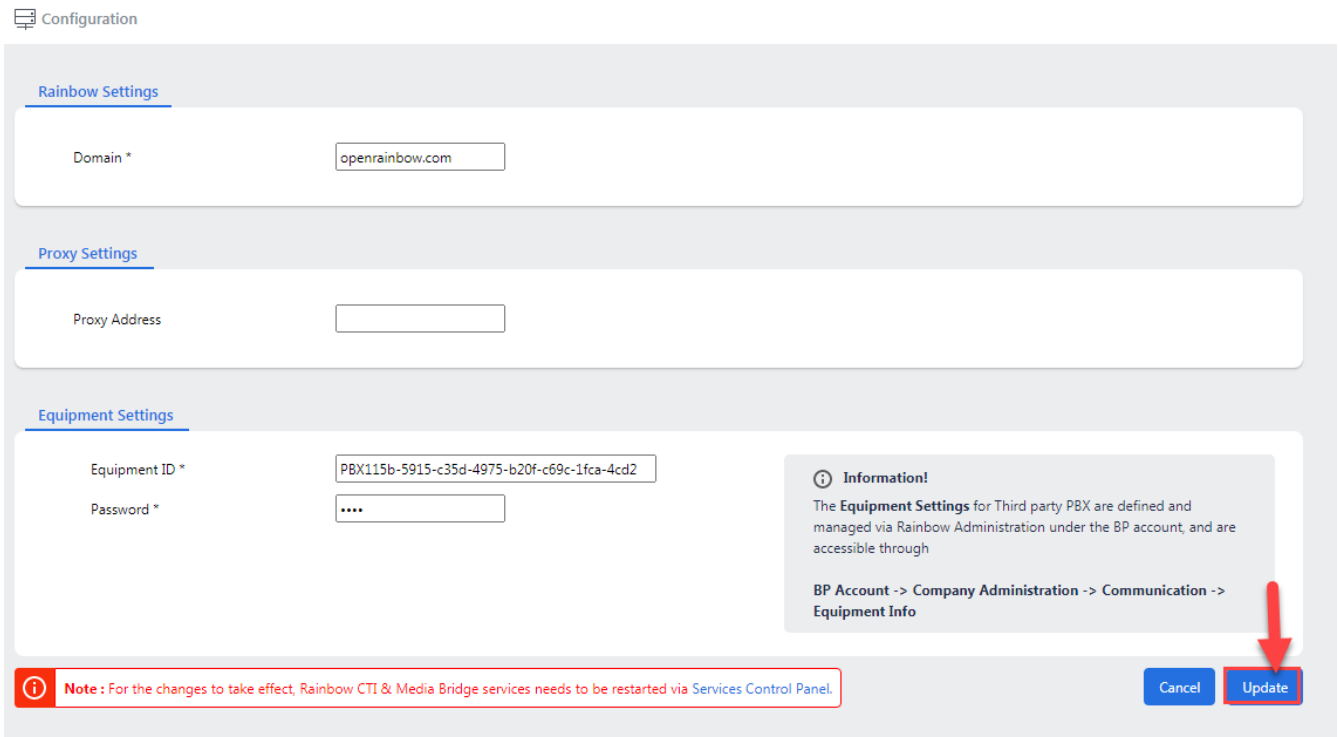 Configuration
Rainbow Settings
Domain *
openrainbow.com
Proxy Settings
Proxy Address
Equipment Settings
Equipment ID *
PBX115b-5915-c35d-4975-b20f-c69c-1fca-4cd2
Password *
••••
Information!
The Equipment Settings for Third party PBX are defined and
managed via Rainbow Administration under the BP account, and are
accessible through
BP Account -> Company Administration -> Communication ->
Equipment Info
Note : For the changes to take effect, Rainbow CTI & Media Bridge services needs to be restarted via Services Control Panel.
Cancel
Update